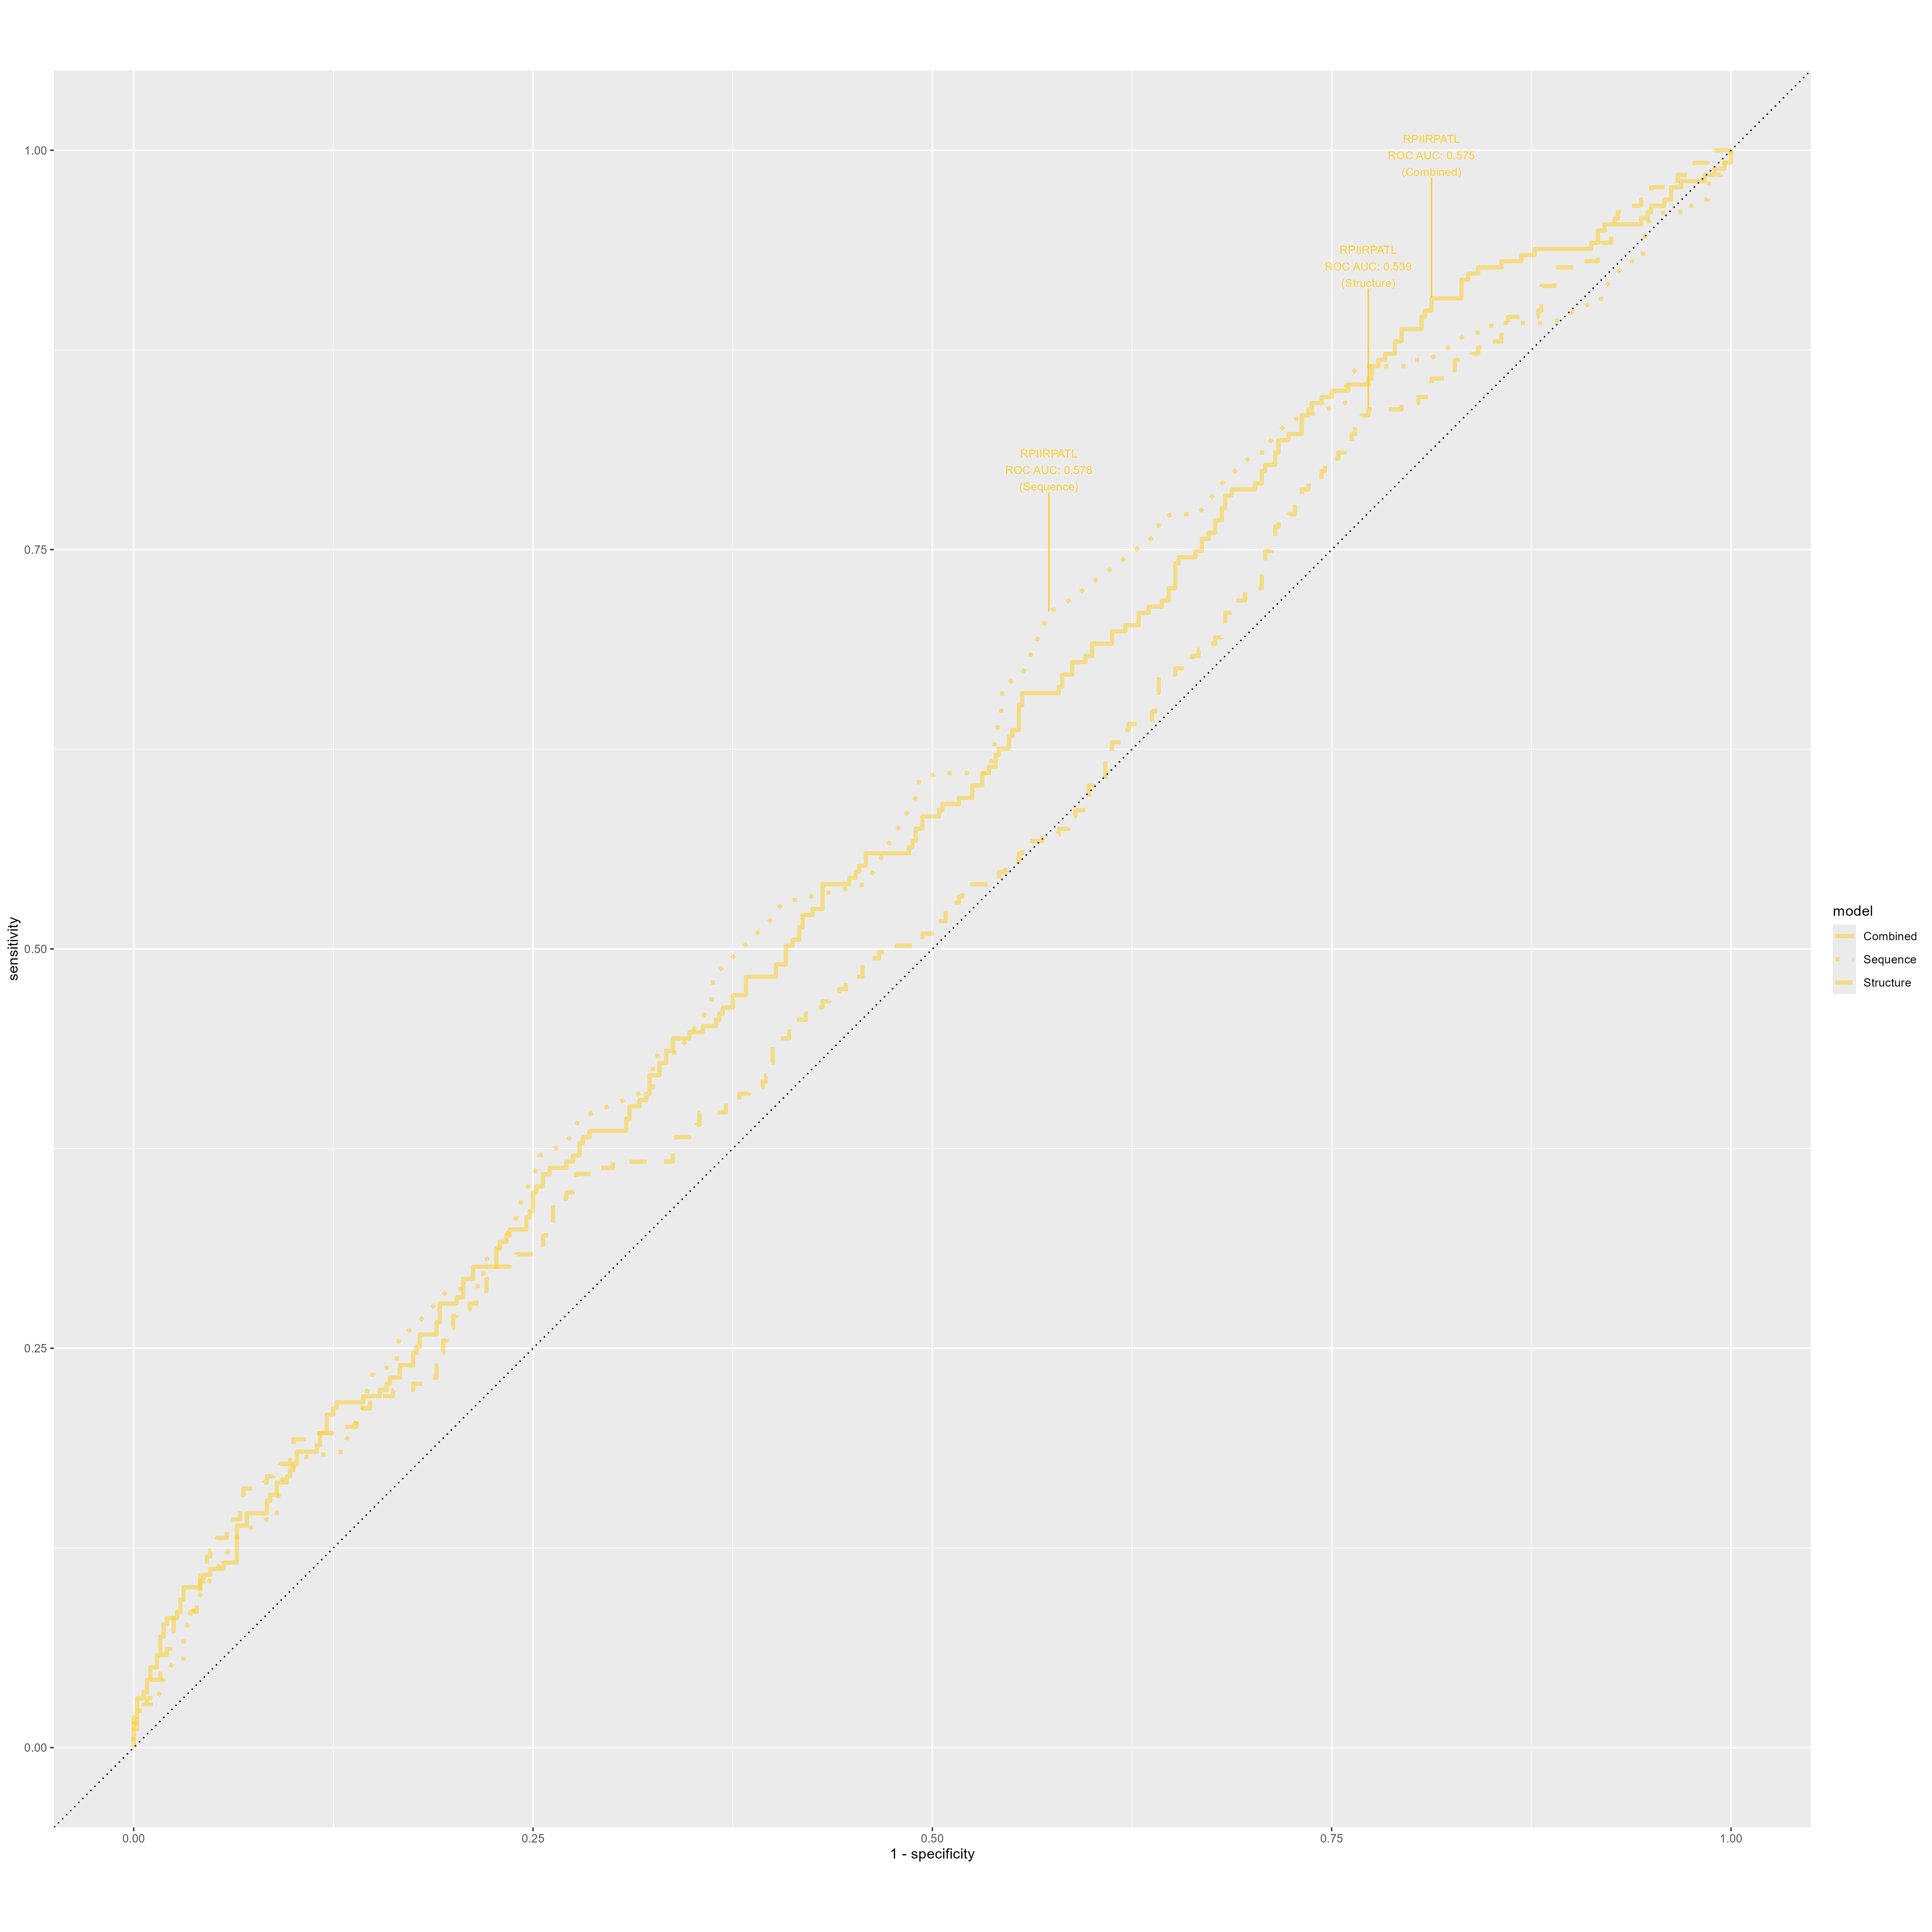 RPIIRPATL
ROC AUC: 0.575
(Combined)
RPIIRPATL
ROC AUC: 0.539
(Structure)
RPIIRPATL
ROC AUC: 0.578
(Sequence)
1.00
0.75
0.50
0.25
0.00
sensitivity
0.00
0.25
0.50
0.75
1.00
1 - specificity
model
Combined
Sequence
Structure